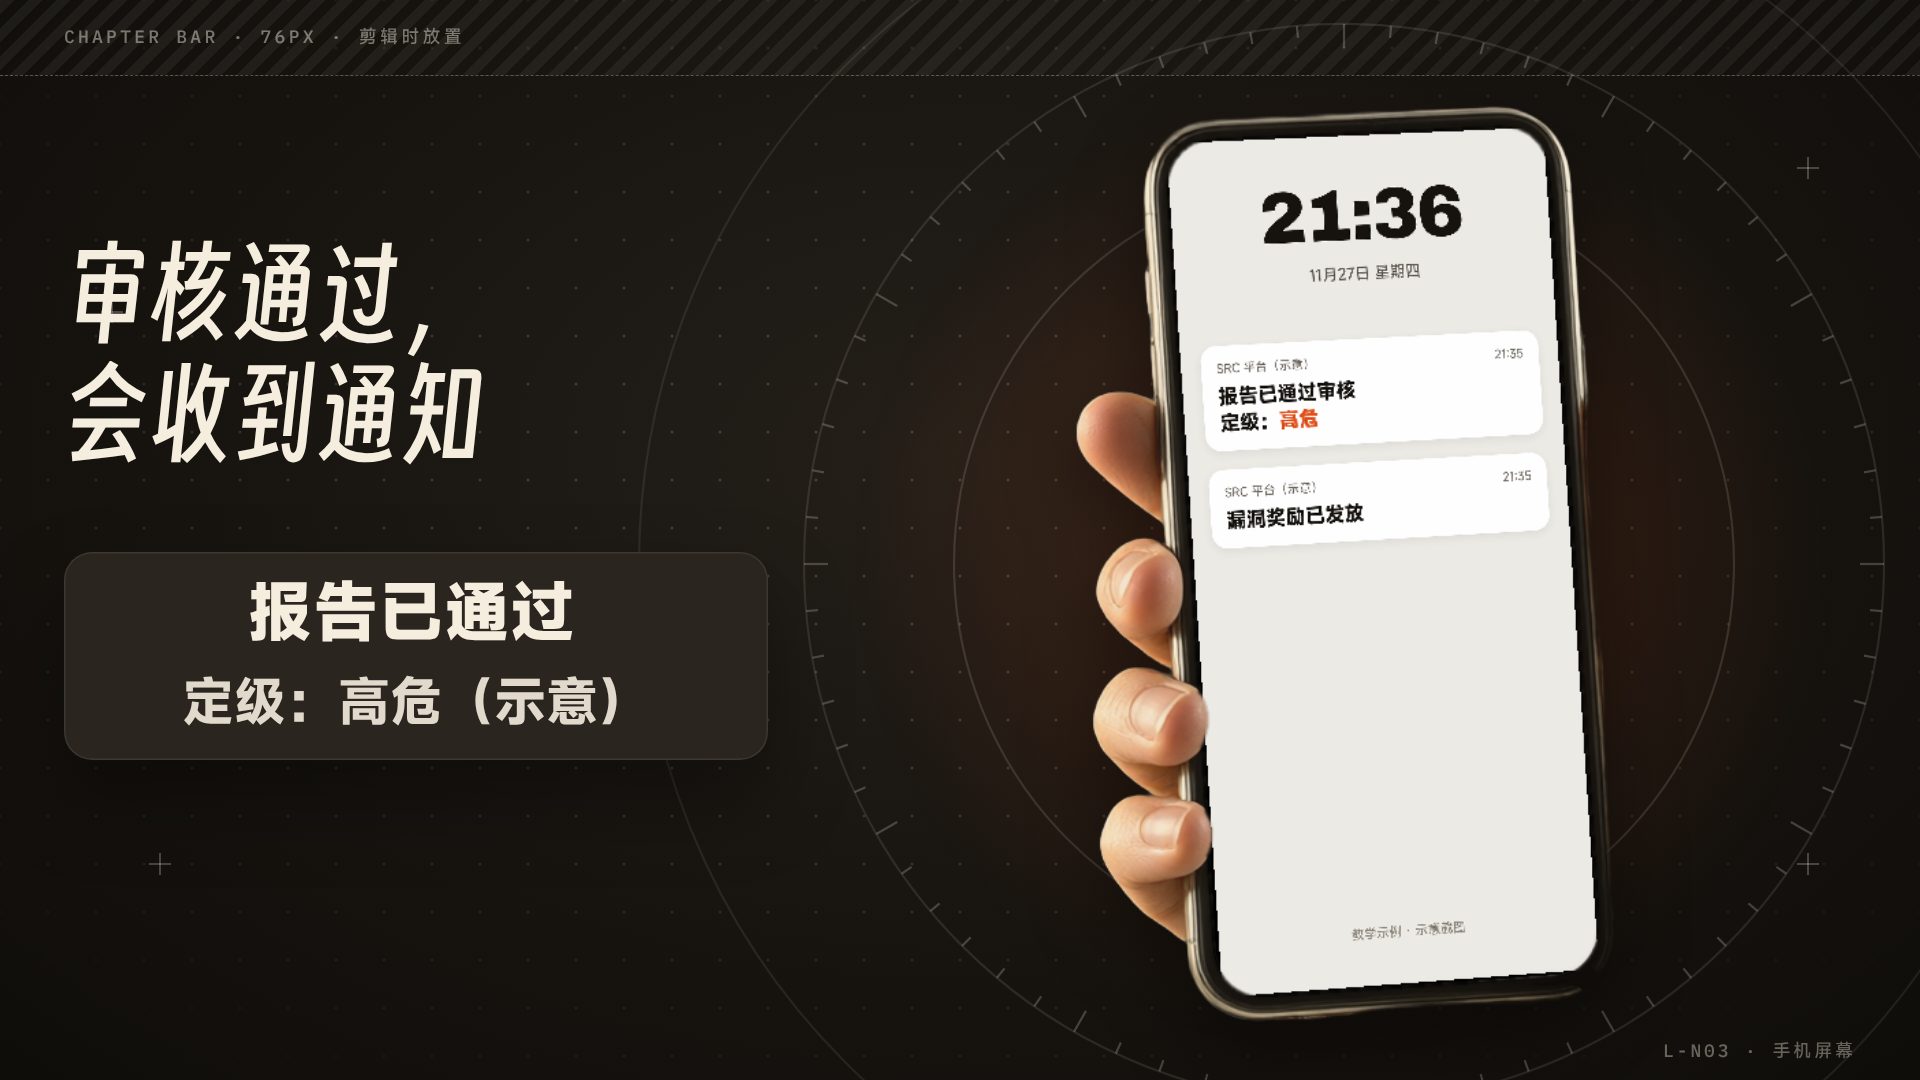 CHAPTER BAR · 76PX · 剪辑时放置
审核通过,
会收到通知
报告已通过
定级：高危（示意）
21:36
11月27日 星期四
SRC 平台（示意） 21:35
报告已通过审核
定级：高危
SRC 平台（示意） 21:35
漏洞奖励已发放
教学示例 · 示意截图
L-N03 · 手机屏幕